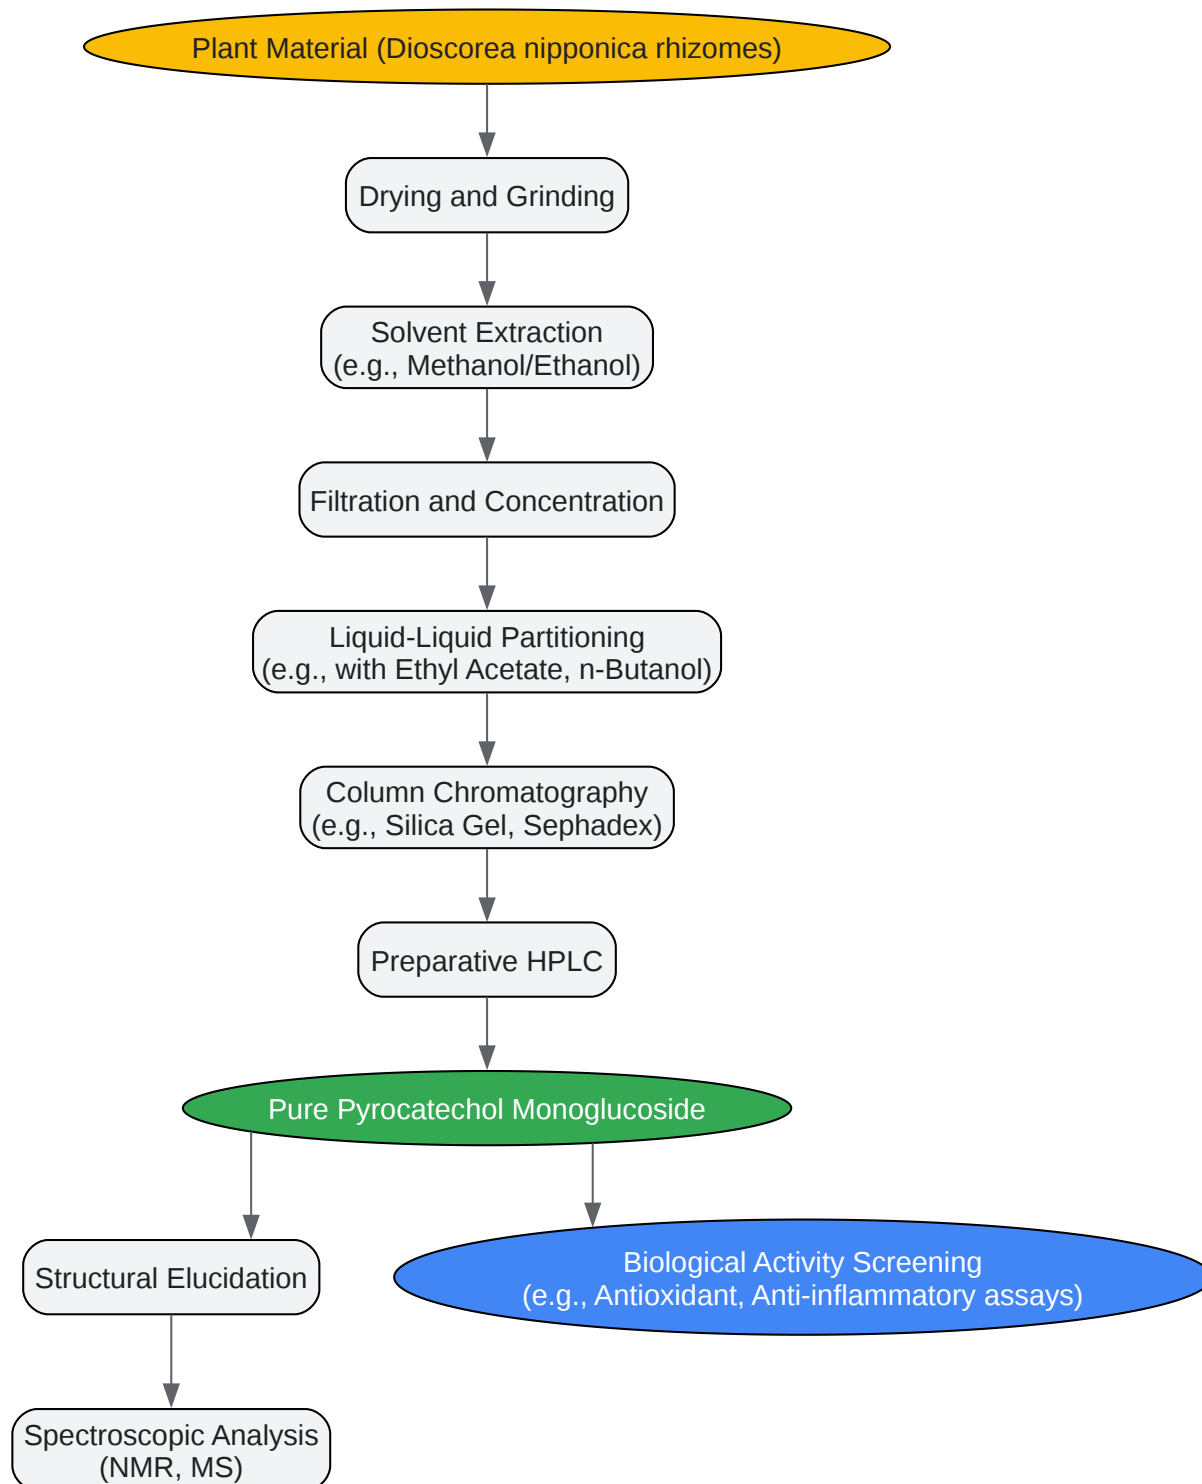 Plant Material (Dioscorea nipponica rhizomes)
Drying and Grinding
Solvent Extraction
(e.g., Methanol/Ethanol)
Filtration and Concentration
Liquid-Liquid Partitioning
(e.g., with Ethyl Acetate, n-Butanol)
Column Chromatography
(e.g., Silica Gel, Sephadex)
Preparative HPLC
Pure Pyrocatechol Monoglucoside
Structural Elucidation
Biological Activity Screening
(e.g., Antioxidant, Anti-inflammatory assays)
Spectroscopic Analysis
(NMR, MS)